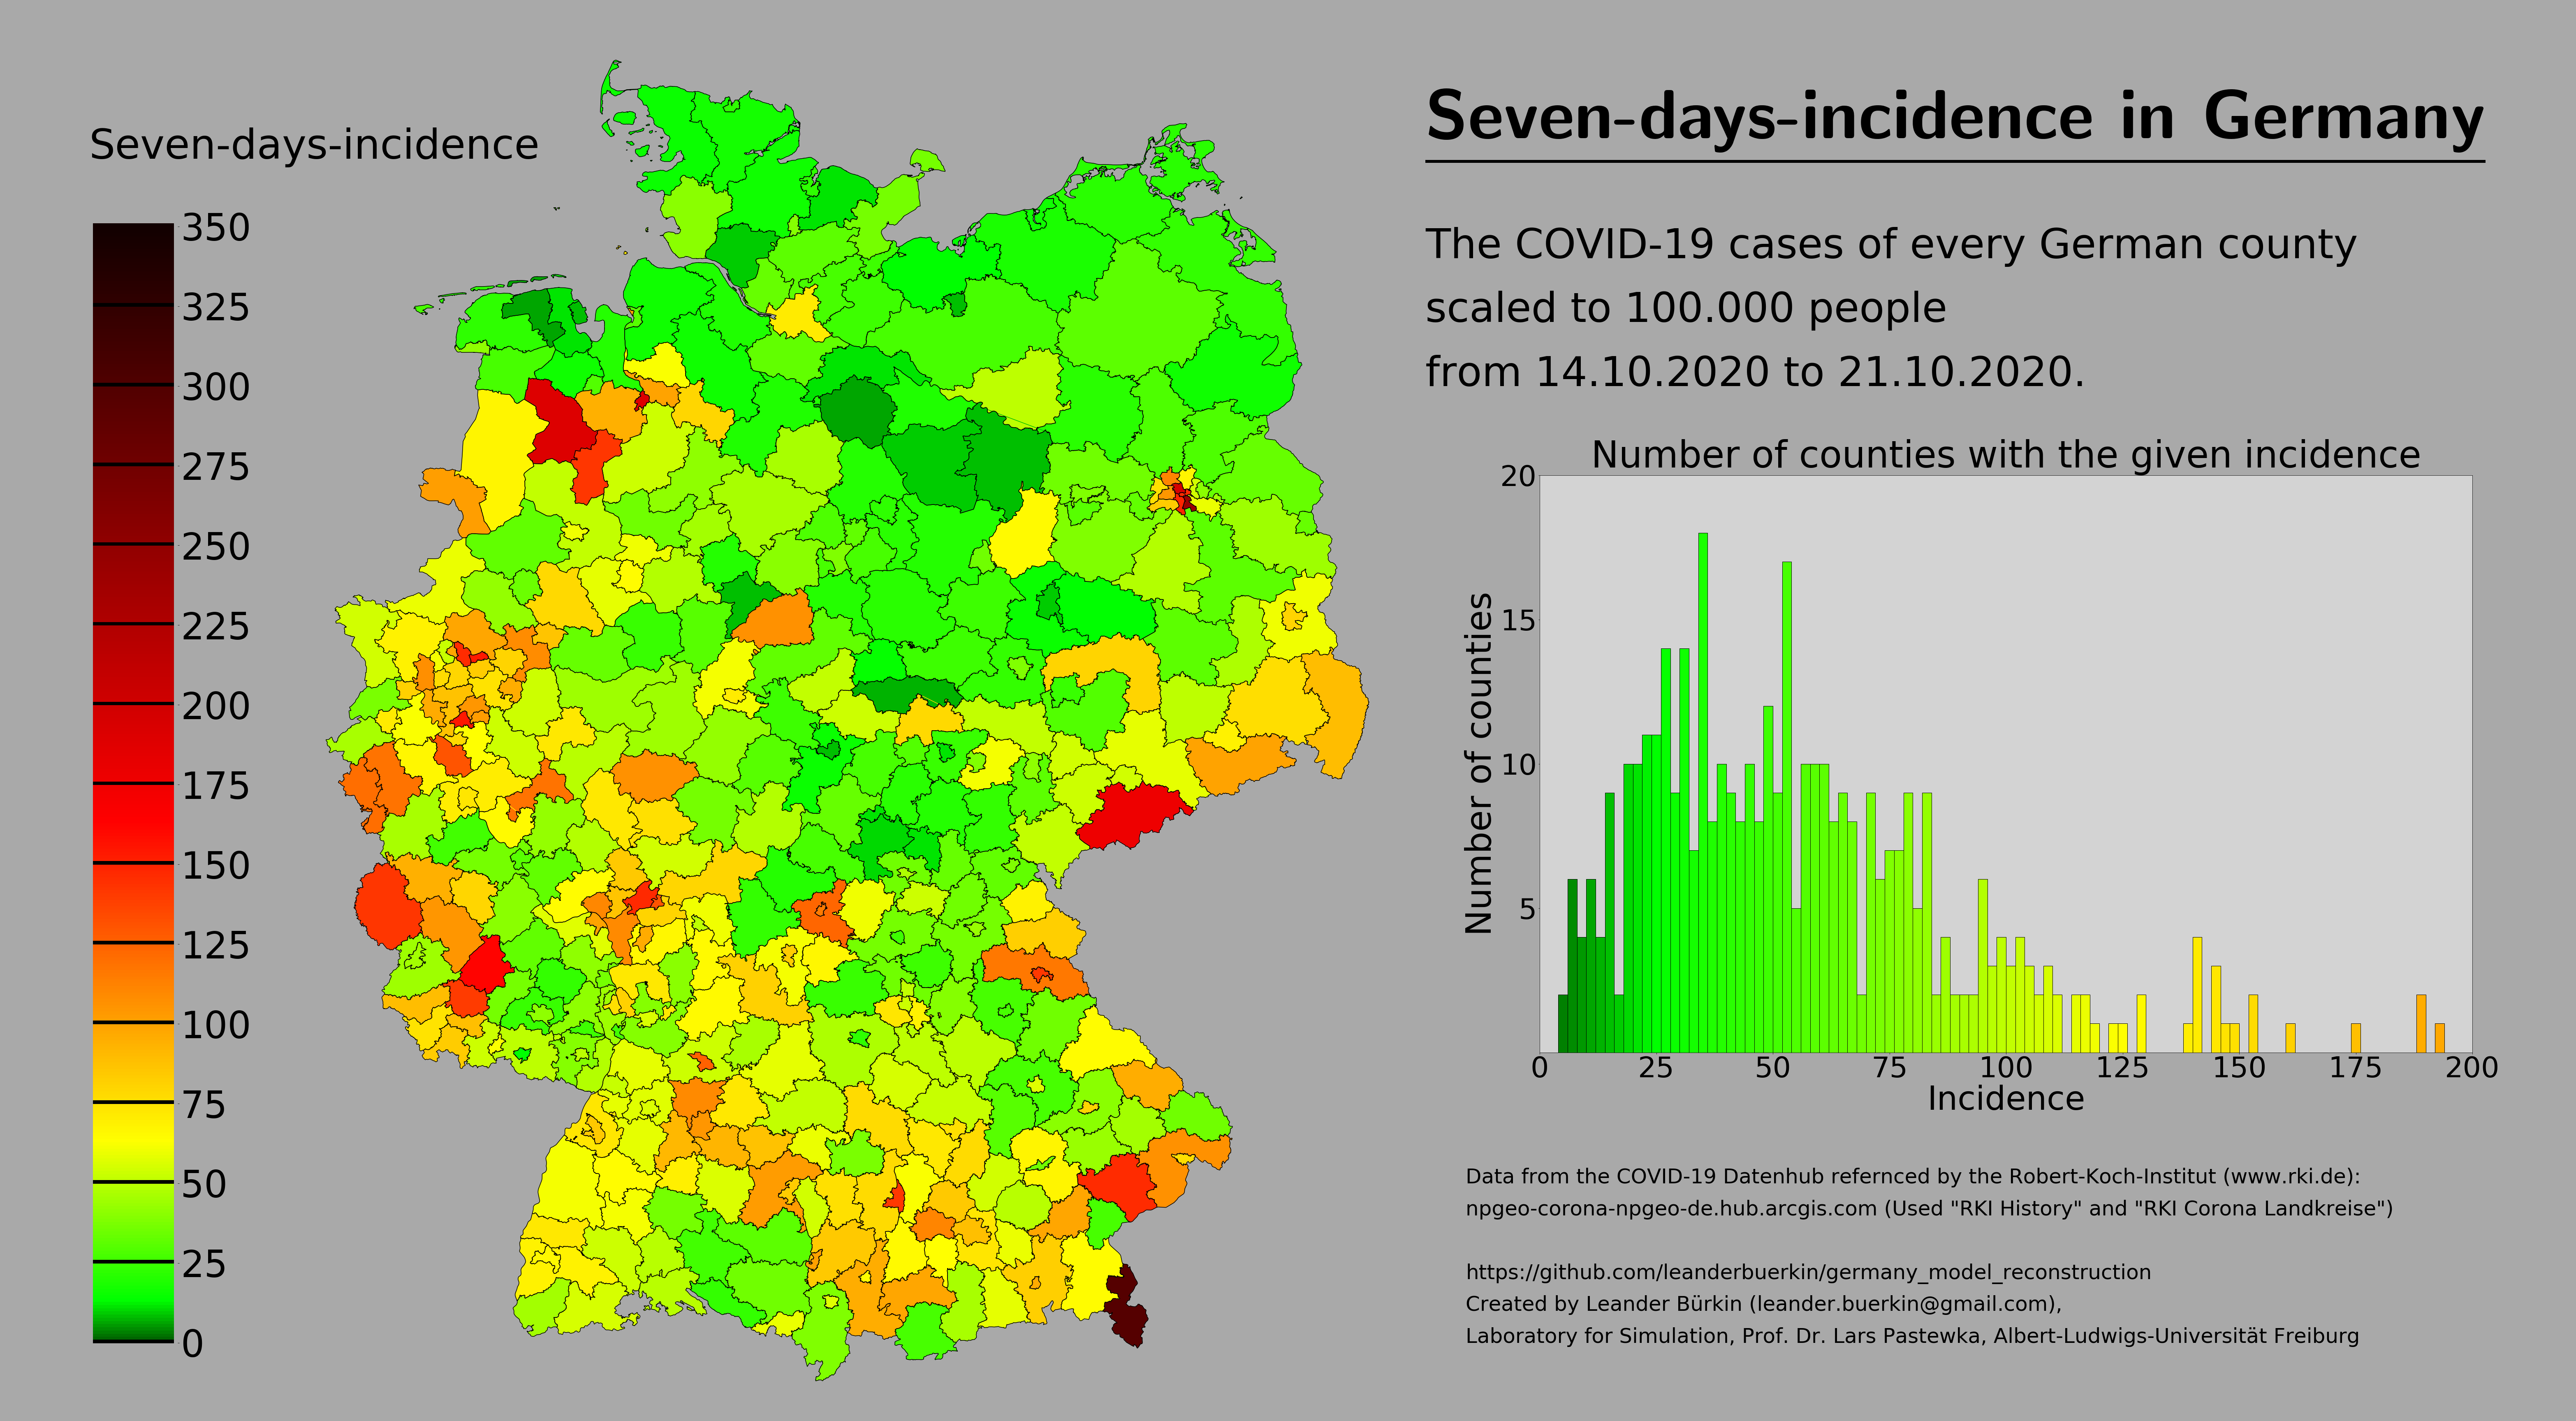 Seven-days-incidence
350
325
300
275
250
225
200
175
150
125
100
75
50
25
0
Seven-days-incidence in Germany
The COVID-19 cases of every German county
scaled to 100.000 people
from 14.10.2020 to 21.10.2020.
Number of counties with the given incidence
Number of counties
20
15
10
5
0 25 50 75 100 125 150 175 200
Incidence
Data from the COVID-19 Datenhub refernced by the Robert-Koch-Institut (www.rki.de):
npgeo-corona-npgeo-de.hub.arcgis.com (Used "RKI History" and "RKI Corona Landkreise")
https://github.com/leanderbuerkin/germany_model_reconstruction
Created by Leander Bürkin (leander.buerkin@gmail.com),
Laboratory for Simulation, Prof. Dr. Lars Pastewka, Albert-Ludwigs-Universität Freiburg